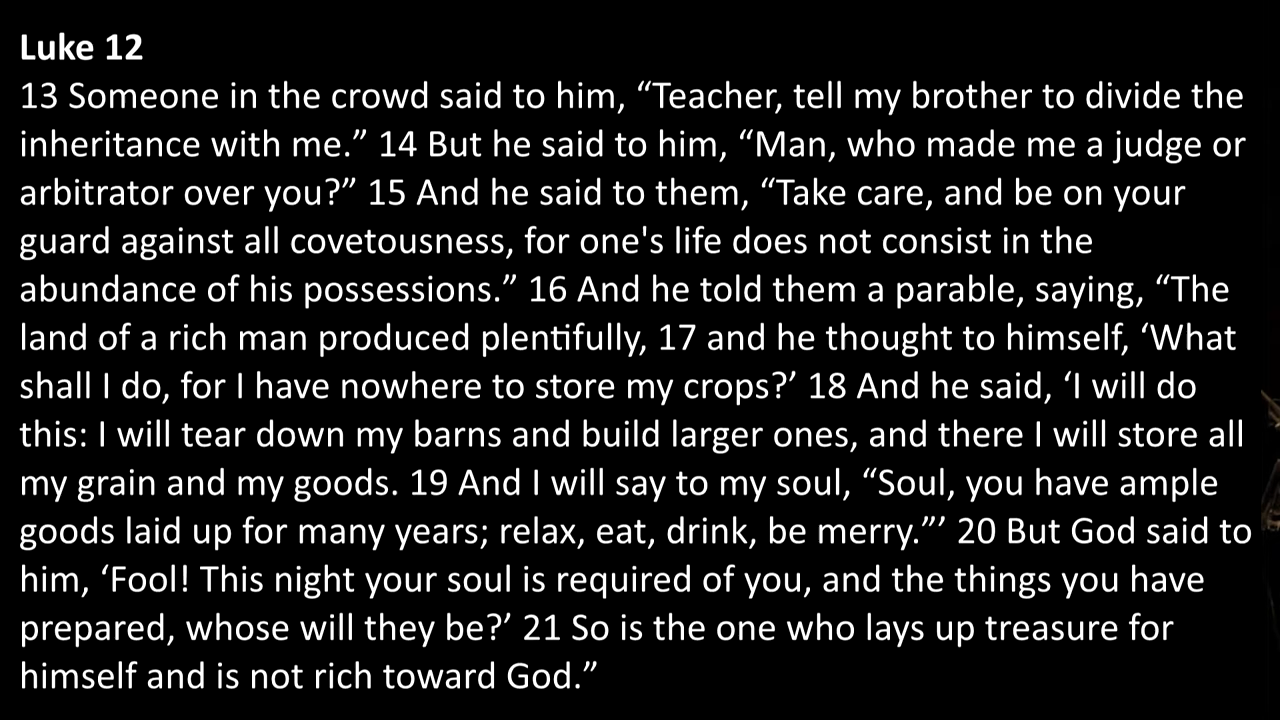 Luke 12
13 Someone in the crowd said to him, “Teacher, tell my brother to divide the
inheritance with me.” 14 But he said to him, “Man, who made me a judge or
arbitrator over you?” 15 And he said to them, “Take care, and be on your
guard against all covetousness, for one's life does not consist in the
abundance of his possessions.” 16 And he told them a parable, saying, “The
land of a rich man produced plentifully, 17 and he thought to himself, ‘What
shall I do, for I have nowhere to store my crops?’ 18 And he said, ‘I will do
this: I will tear down my barns and build larger ones, and there I will store all
my grain and my goods. 19 And I will say to my soul, “Soul, you have ample
goods laid up for many years; relax, eat, drink, be merry.”’ 20 But God said to
him, ‘Fool! This night your soul is required of you, and the things you have
prepared, whose will they be?’ 21 So is the one who lays up treasure for
himself and is not rich toward God.”